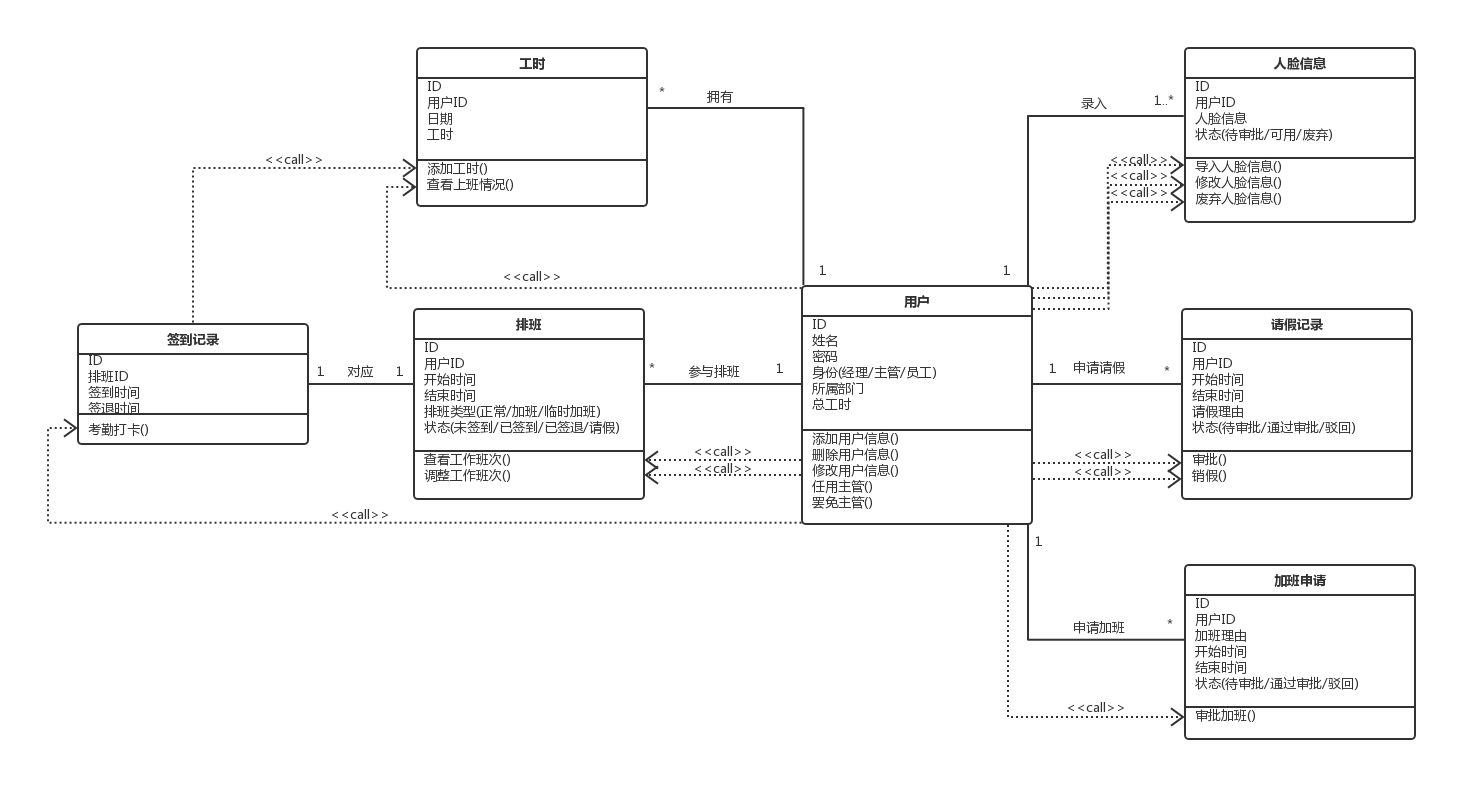 工时
ID
用户ID
日期
工时
添加工时()
查看上班情况()
*
拥有
1
<<call>>
<<call>>
人脸信息
ID
用户ID
人脸信息
状态(待审批/可用/废弃)
导入人脸信息()
修改人脸信息()
废弃人脸信息()
录入
1..*
1
<<call>>
<<call>>
<<call>>
签到记录
ID
排班ID
签到时间
签退时间
考勤打卡()
1
对应
1
排班
ID
用户ID
开始时间
结束时间
排班类型(正常/加班/临时加班)
状态(未签到/已签到/已签退/请假)
查看工作班次()
调整工作班次()
*
参与排班
1
<<call>>
<<call>>
<<call>>
用户
ID
姓名
密码
身份(经理/主管/员工)
所属部门
总工时
添加用户信息()
删除用户信息()
修改用户信息()
任用主管()
罢免主管()
1
申请请假
*
<<call>>
<<call>>
请假记录
ID
用户ID
开始时间
结束时间
请假理由
状态(待审批/通过审批/驳回)
审批()
销假()
1
申请加班
*
<<call>>
加班申请
ID
用户ID
加班理由
开始时间
结束时间
状态(待审批/通过审批/驳回)
审批加班()